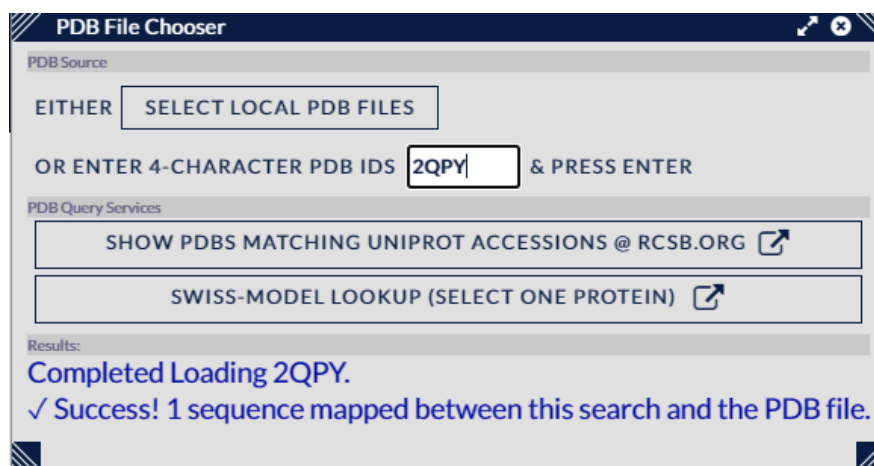 PDB File Chooser
PDB Source
EITHER SELECT LOCAL PDB FILES
OR ENTER 4-CHARACTER PDB IDS 2QPY & PRESS ENTER
PDB Query Services
SHOW PDBS MATCHING UNIPROT ACCESSIONS @ RCSB.ORG
SWISS-MODEL LOOKUP (SELECT ONE PROTEIN)
Results:
Completed Loading 2QPY.
✓ Success! 1 sequence mapped between this search and the PDB file.